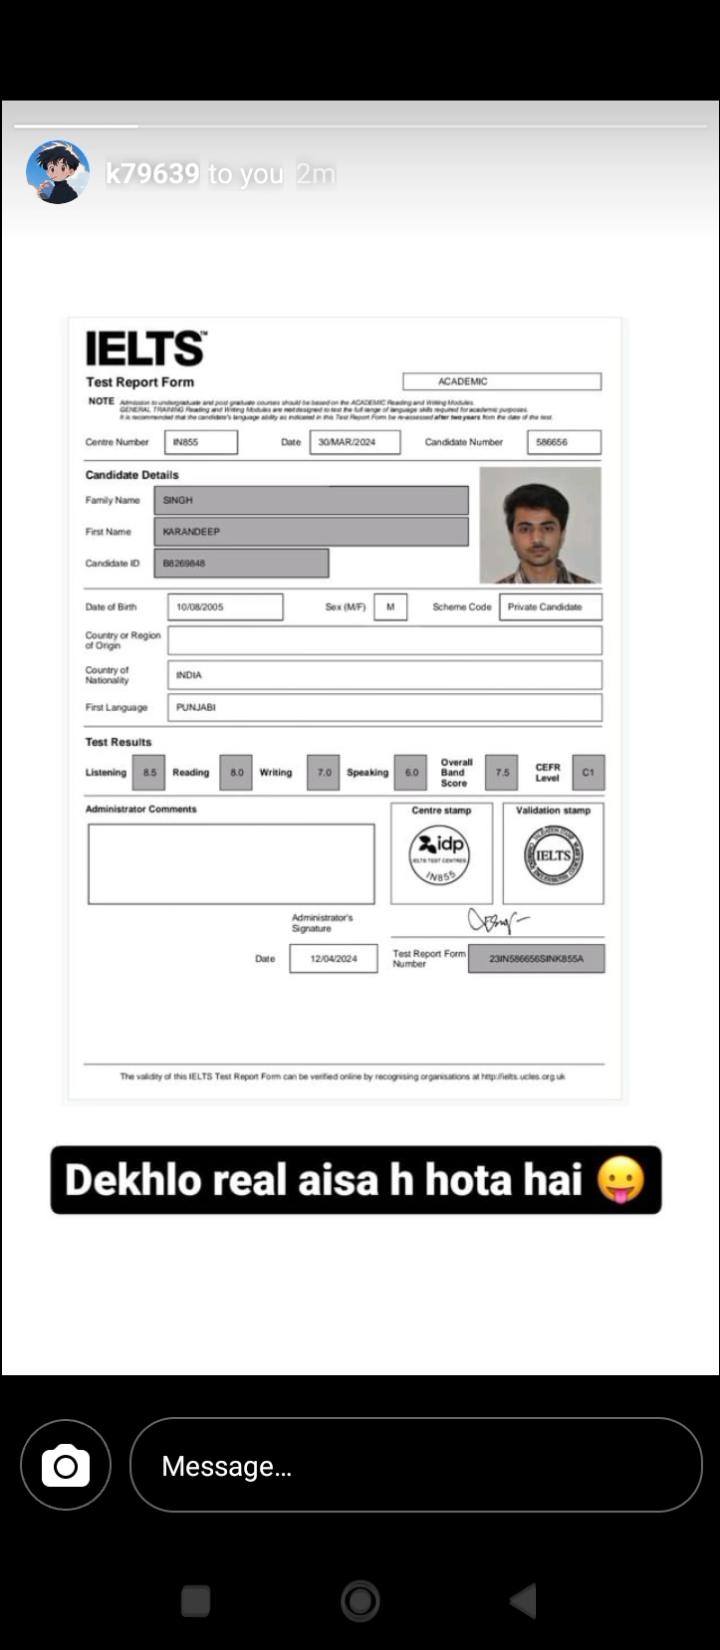 k79639 to you 2m
IELTS™
Test Report Form
ACADEMIC
NOTE Admission to undergraduate and post graduate courses should be based on the ACADEMIC Reading and Writing Modules.
GENERAL TRAINING Reading and Writing Modules are not designed to test the full range of language skills required for academic purposes.
It is recommended that the candidate's language ability as indicated in this Test Report Form be re-assessed after two years from the date of the test.
Centre Number IN855 Date 30/MAR/2024 Candidate Number 586656
Candidate Details
Family Name SINGH
First Name KARANDEEP
Candidate ID B8269848
Date of Birth 10/08/2005 Sex (M/F) M Scheme Code Private Candidate
Country or Region
of Origin
Country of
Nationality INDIA
First Language PUNJABI
Test Results
Listening 8.5 Reading 8.0 Writing 7.0 Speaking 6.0 Overall Band Score 7.5 CEFR Level C1
Administrator Comments
Centre stamp
idp
IELTS TEST CENTRES
IN855
Validation stamp
IELTS
Administrator's
Signature
Date 12/04/2024
Test Report Form
Number 23IN586656SINK855A
The validity of this IELTS Test Report Form can be verified online by recognising organisations at http://ielts.ucles.org.uk
Dekhlo real aisa h hota hai 😛
Message...